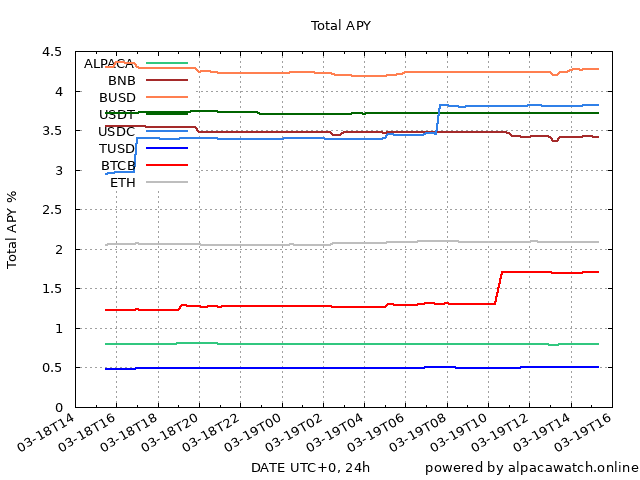 Total APY
Total APY %
4.5
4
3.5
3
2.5
2
1.5
1
0.5
0
ALPACA
BNB
BUSD
USDT
USDC
TUSD
BTCB
ETH
03-18T14
03-18T16
03-18T18
03-18T20
03-18T22
03-19T00
03-19T02
03-19T04
03-19T06
03-19T08
03-19T10
03-19T12
03-19T14
03-19T16
DATE UTC+0, 24h
powered by alpacawatch.online